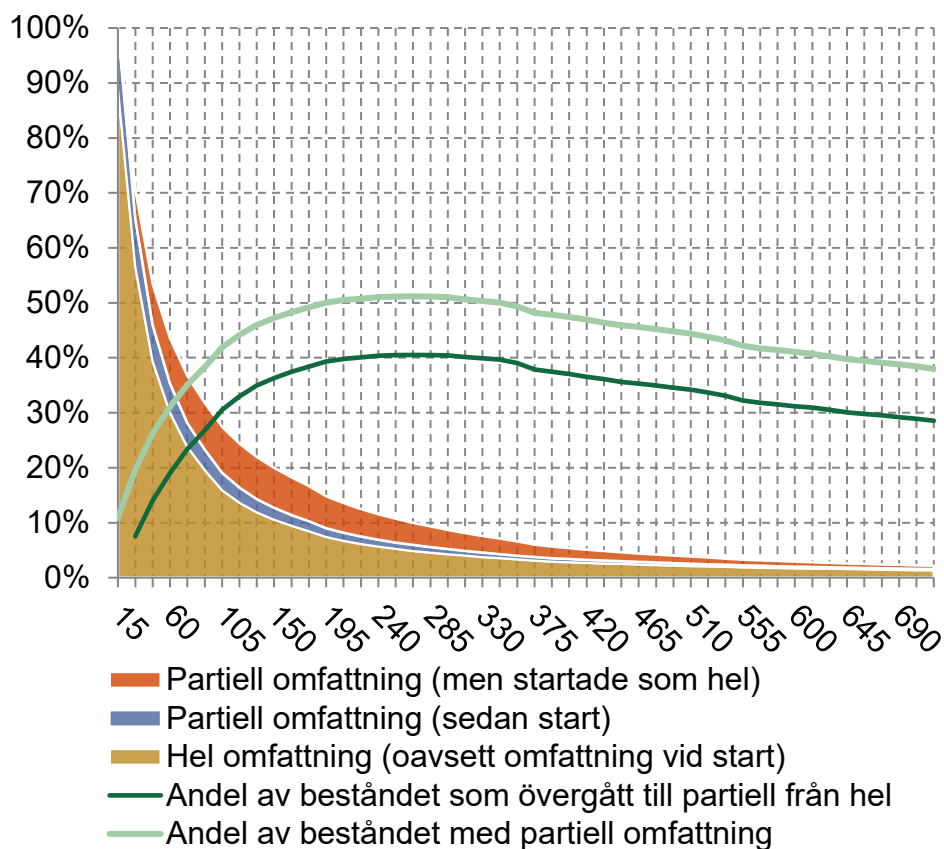 100%
90%
80%
70%
60%
50%
40%
30%
20%
10%
0%
15 60 105 150 195 240 285 330 375 420 465 510 555 600 645 690
Partiell omfattning (men startade som hel)
Partiell omfattning (sedan start)
Hel omfattning (oavsett omfattning vid start)
Andel av beståndet som övergått till partiell från hel
Andel av beståndet med partiell omfattning